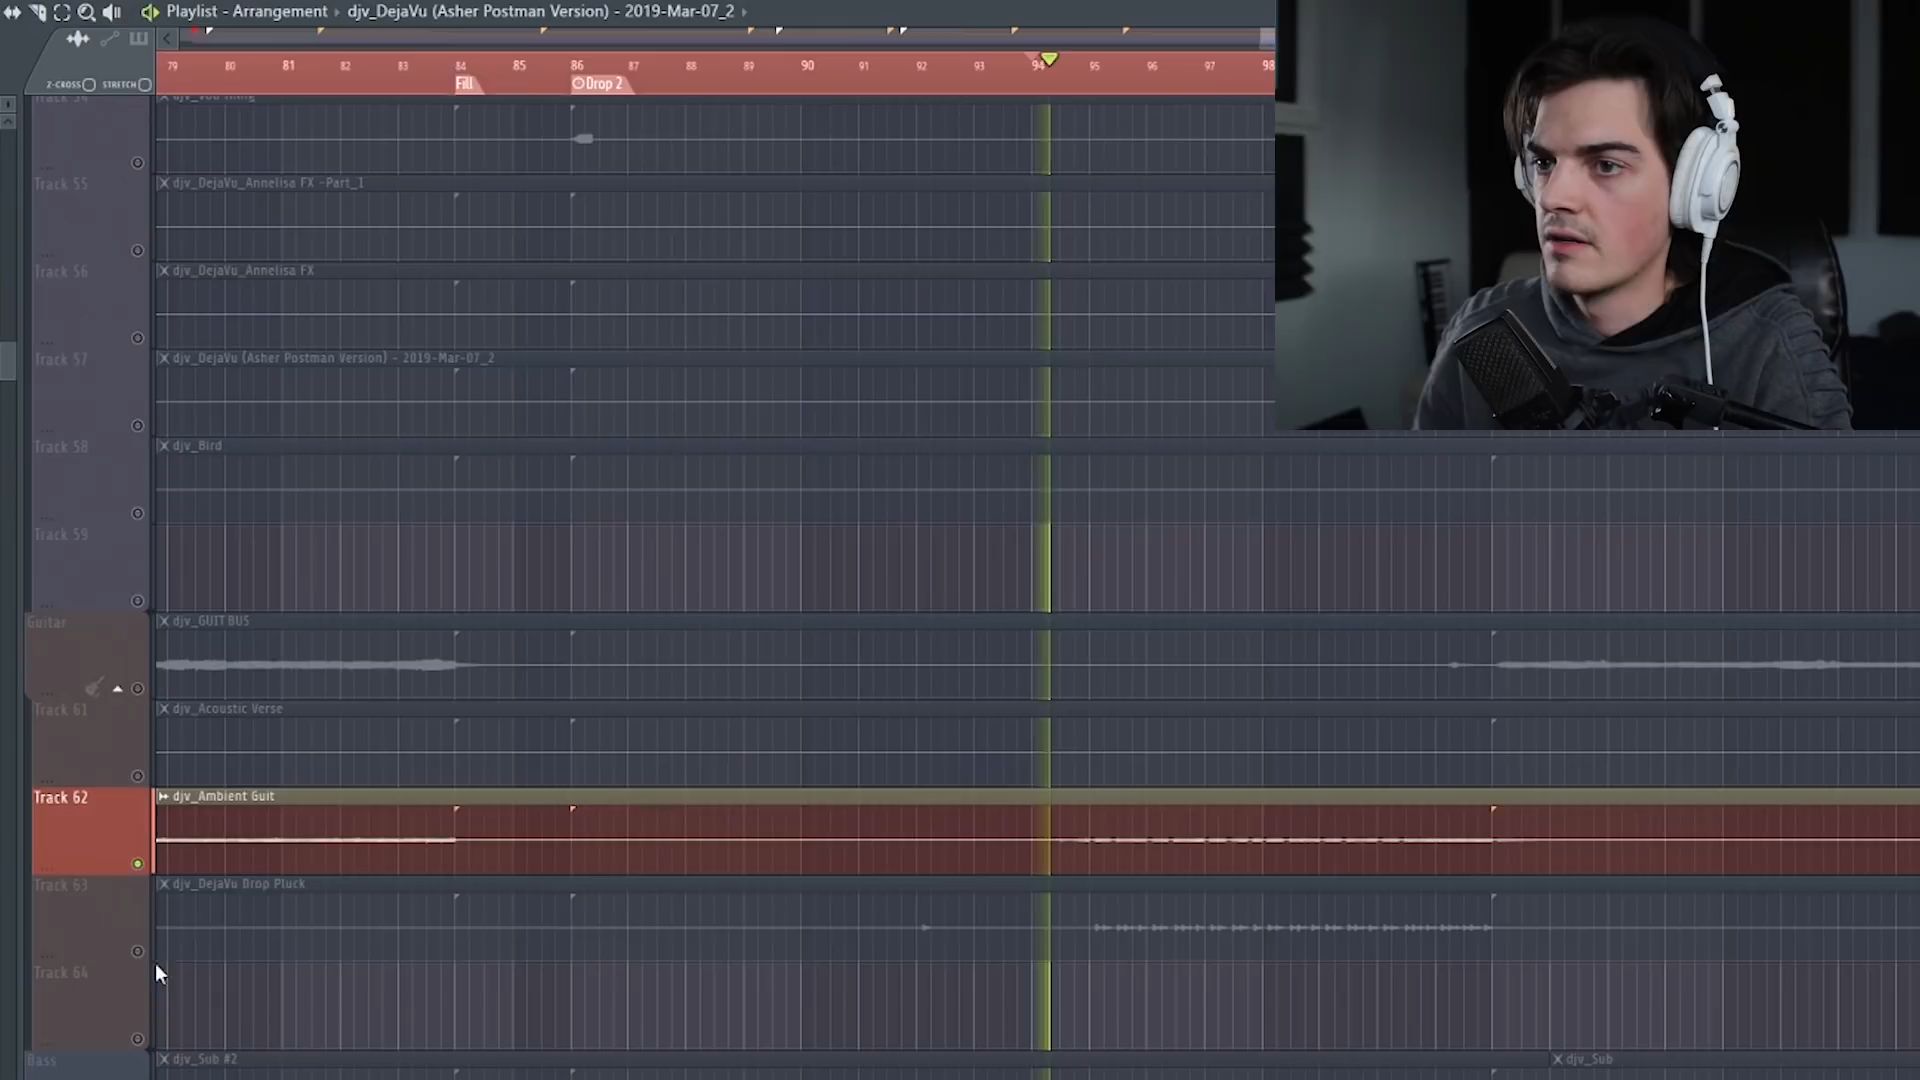 Playlist - Arrangement › djv_DejaVu (Asher Postman Version) - 2019-Mar-07_2 ›
Z-CROSS STRETCH
79 80 81 82 83 84 85 86 87 88 89 90 91 92 93 94 95 96 97 98
Fill Drop 2
Track 54
Track 55 djv_DejaVu_Annelisa FX -Part_1
Track 56 djv_DejaVu_Annelisa FX
Track 57 djv_DejaVu (Asher Postman Version) - 2019-Mar-07_2
Track 58 djv_Bird
Track 59
Guitar djv_GUIT BUS
Track 61 djv_Acoustic Verse
Track 62 djv_Ambient Guit
Track 63 djv_DejaVu Drop Pluck
Track 64
Bass djv_Sub #2 djv_Sub